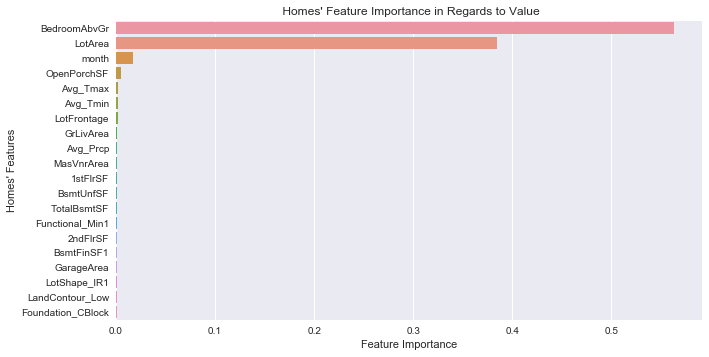 Homes' Feature Importance in Regards to Value
BedroomAbvGr
LotArea
month
OpenPorchSF
Avg_Tmax
Avg_Tmin
LotFrontage
GrLivArea
Avg_Prcp
MasVnrArea
1stFlrSF
BsmtUnfSF
TotalBsmtSF
Functional_Min1
2ndFlrSF
BsmtFinSF1
GarageArea
LotShape_IR1
LandContour_Low
Foundation_CBlock
Homes' Features
0.0 0.1 0.2 0.3 0.4 0.5
Feature Importance